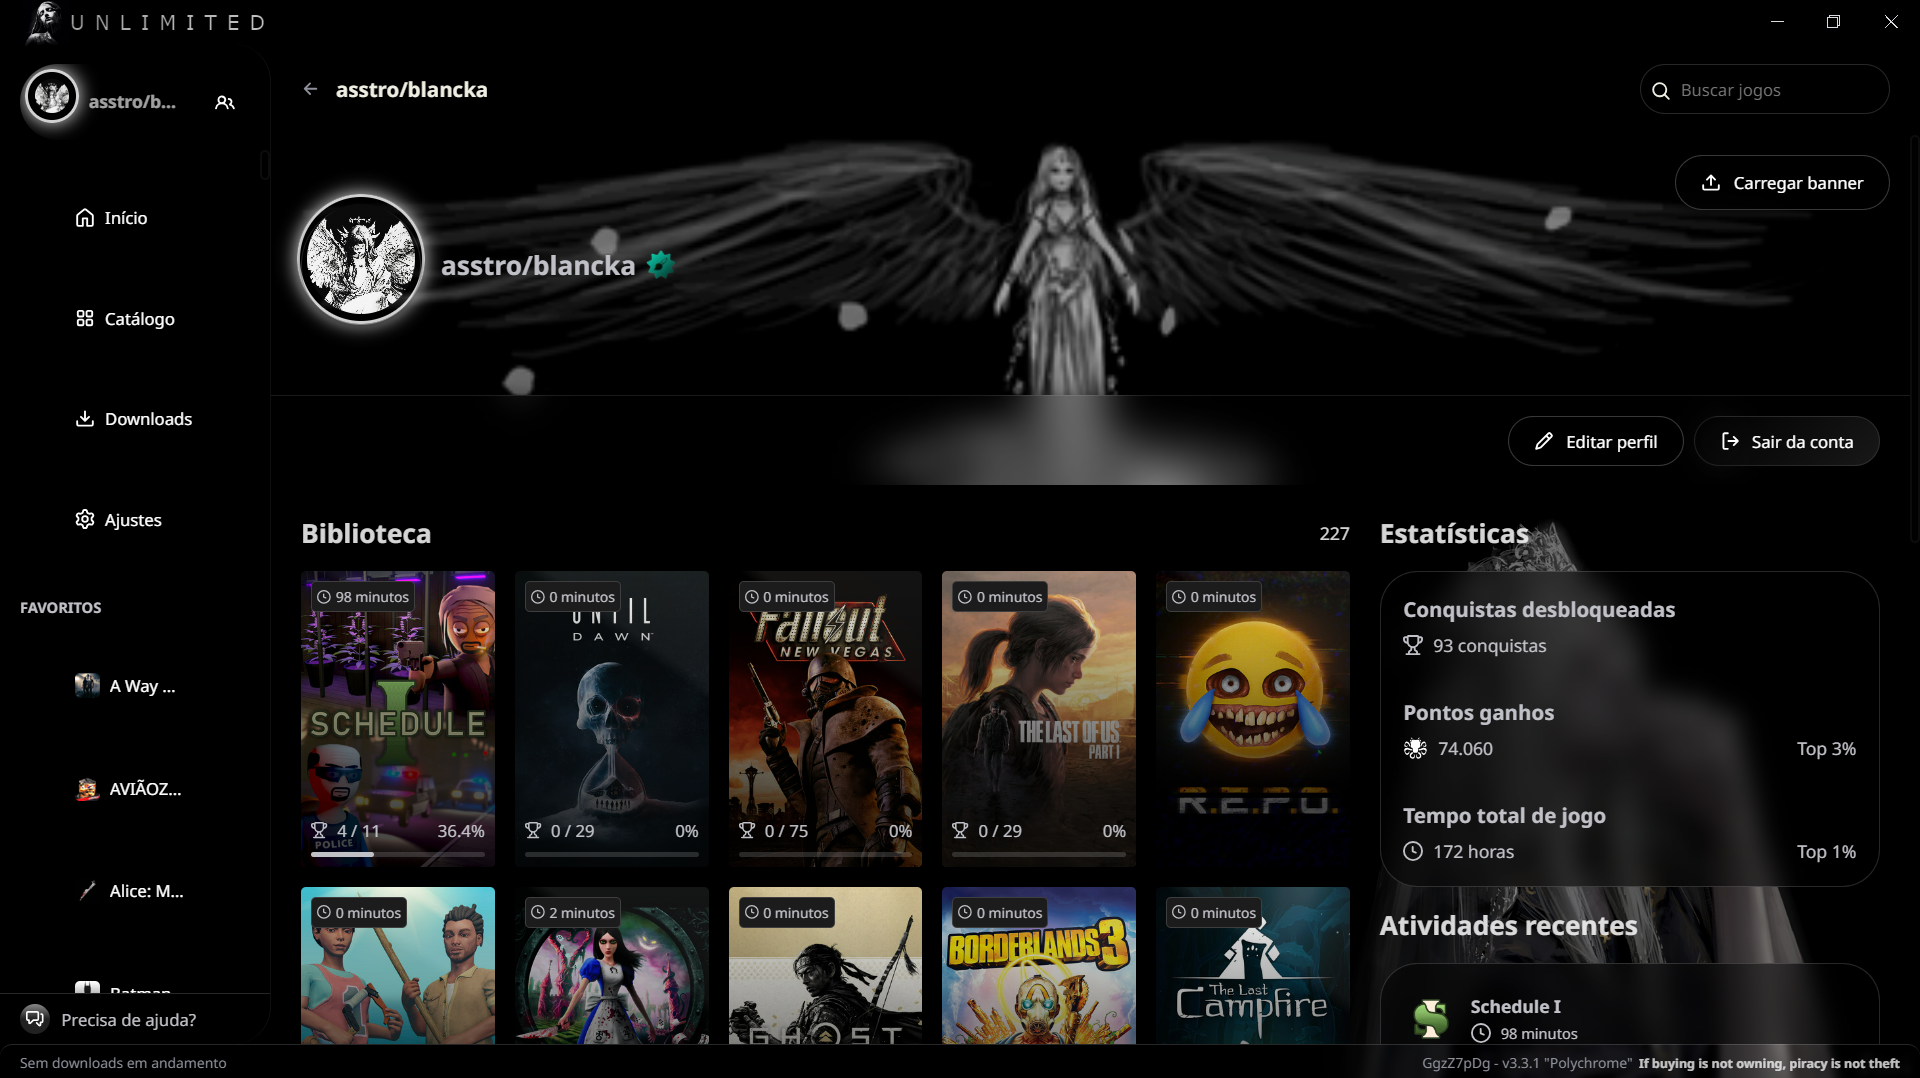 UNLIMITED
asstro/b...
asstro/blancka
Buscar jogos
Carregar banner
asstro/blancka
Início
Catálogo
Downloads
Ajustes
Editar perfil
Sair da conta
FAVORITOS
A Way ...
AVIÃOZ...
Alice: M...
Batman
Precisa de ajuda?
Biblioteca
227
98 minutos
SCHEDULE I
POLICE
4 / 11
36.4%
0 minutos
UNTIL
DAWN
0 / 29
0%
0 minutos
Fallout
NEW VEGAS
0 / 75
0%
0 minutos
THE LAST OF US
PART I
0 / 29
0%
0 minutos
R.E.P.O.
0 minutos
2 minutos
0 minutos
GHOST
0 minutos
BORDERLANDS 3
0 minutos
The Last
Campfire
Estatísticas
Conquistas desbloqueadas
93 conquistas
Pontos ganhos
74.060
Top 3%
Tempo total de jogo
172 horas
Top 1%
Atividades recentes
Schedule I
98 minutos
Sem downloads em andamento
GgzZ7pDg - v3.3.1 "Polychrome" If buying is not owning, piracy is not theft